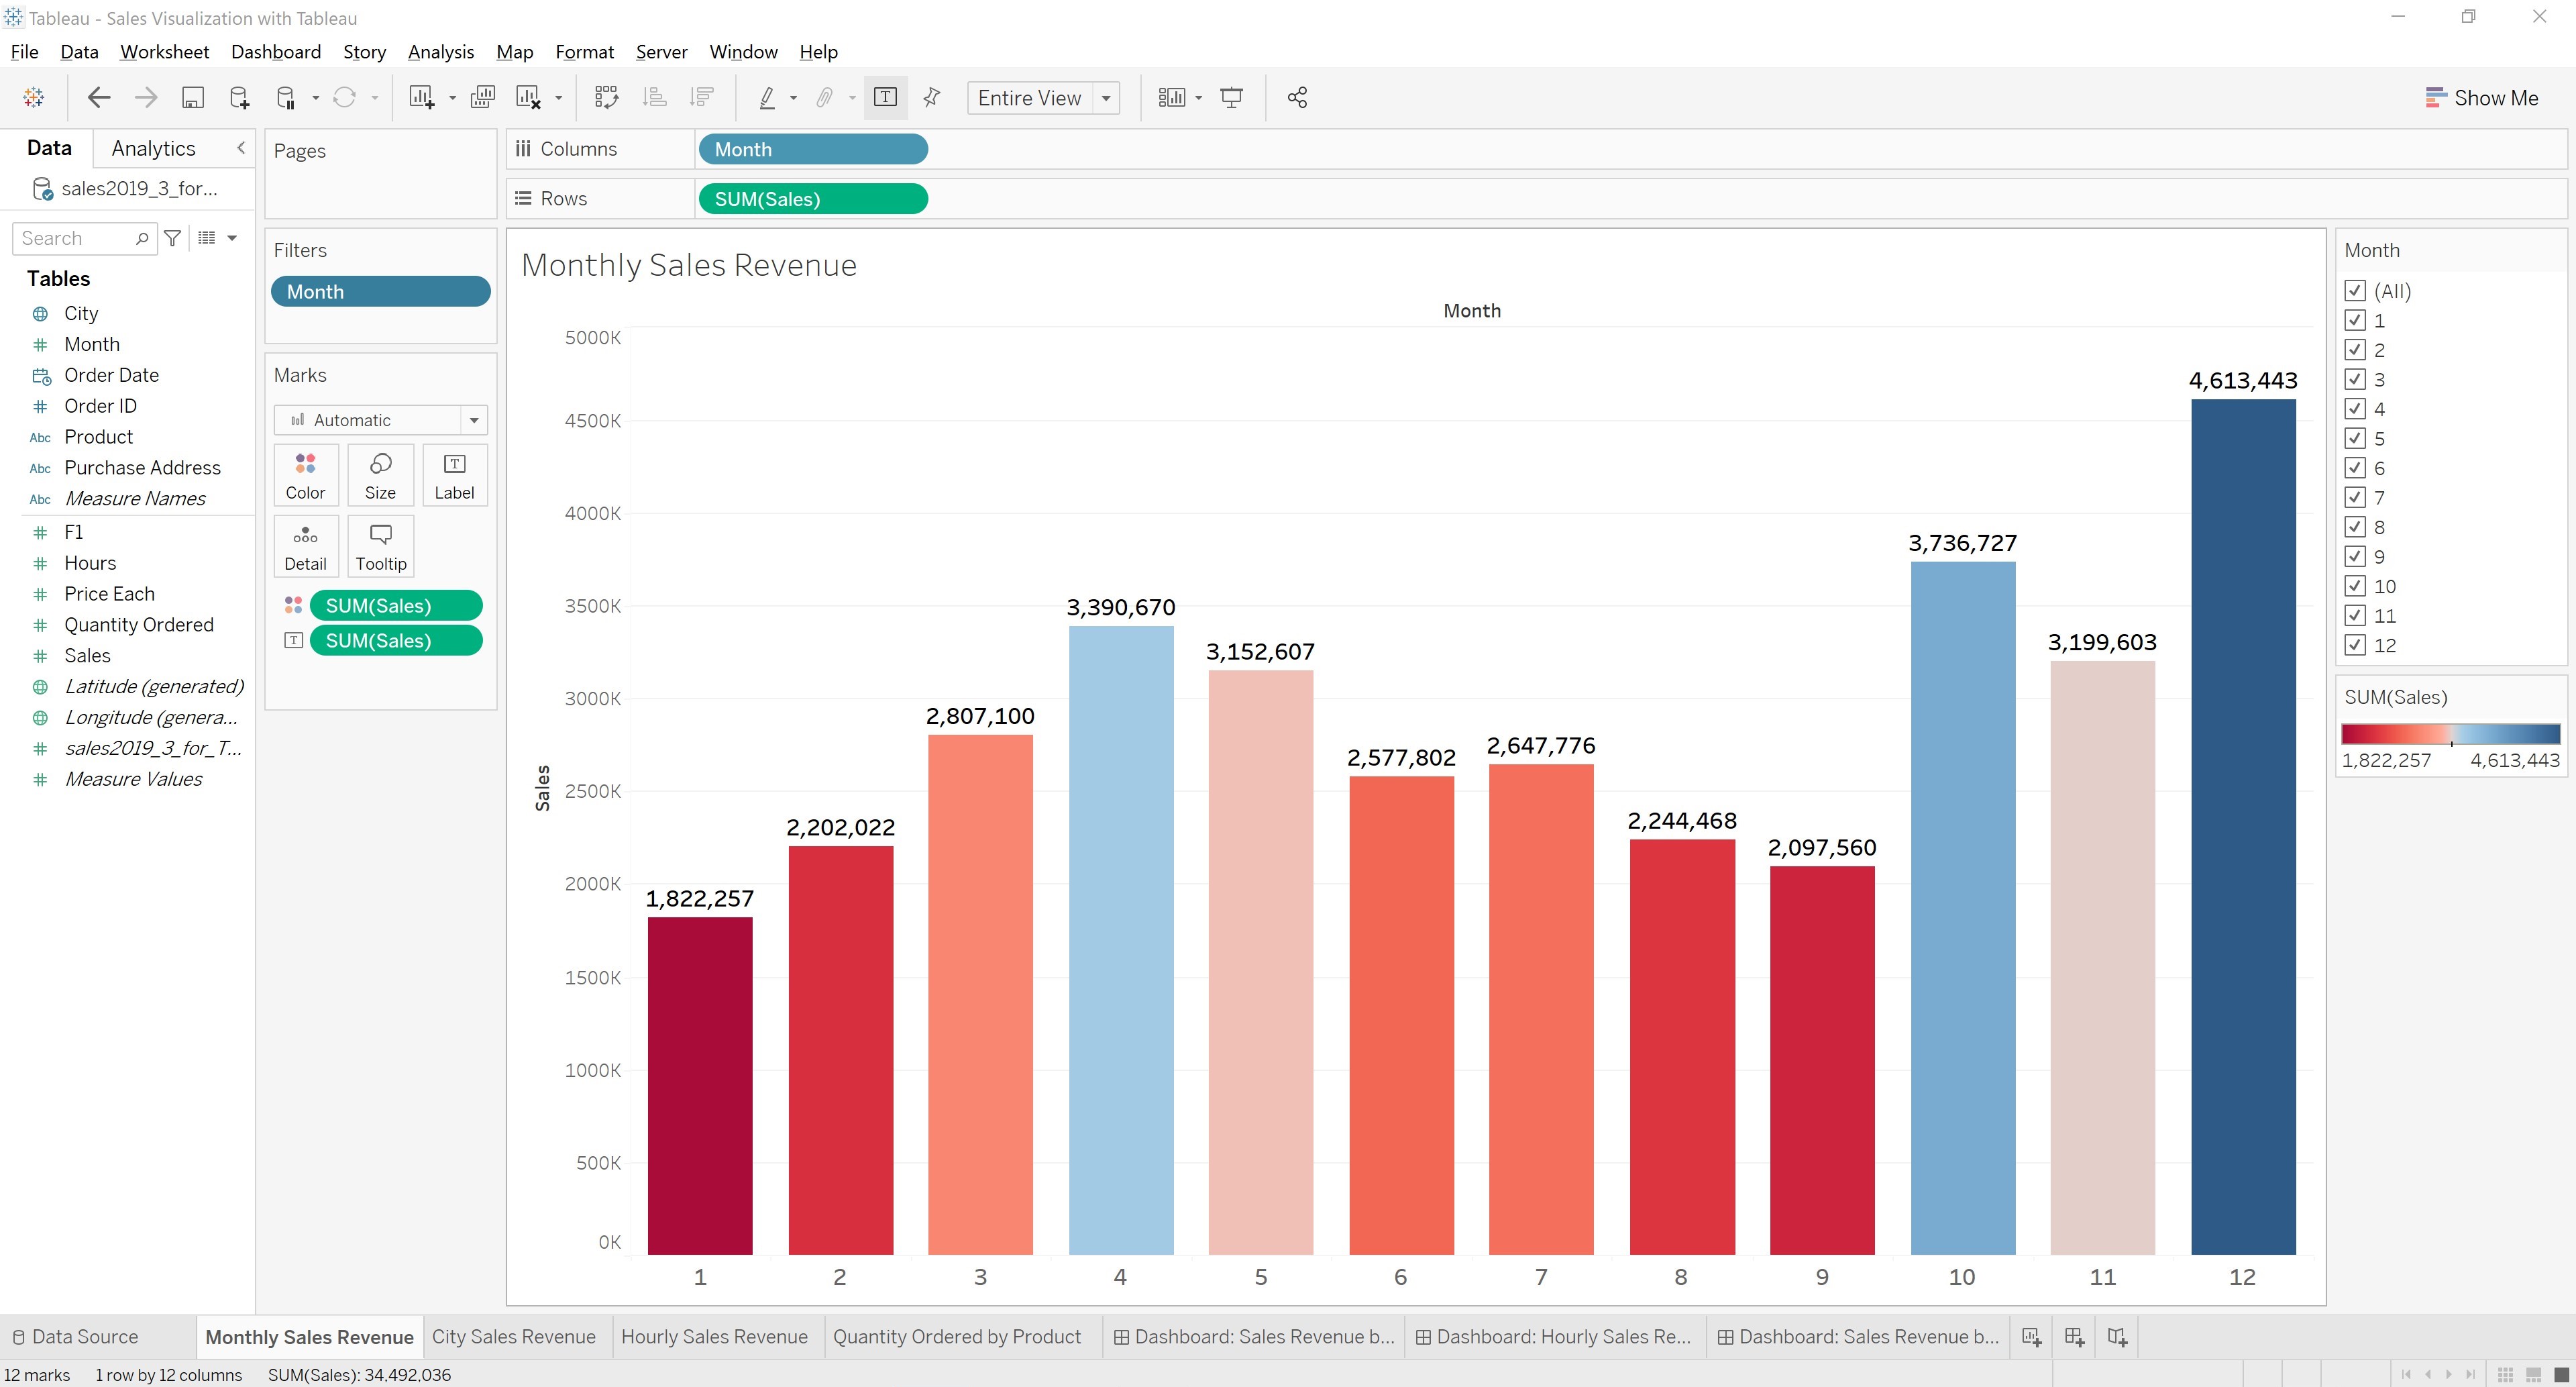 Tableau - Sales Visualization with Tableau
File Data Worksheet Dashboard Story Analysis Map Format Server Window Help
Entire View
Show Me
Data Analytics
sales2019_3_for...
Search
Tables
City
Month
Order Date
Order ID
Abc Product
Abc Purchase Address
Abc Measure Names
F1
Hours
Price Each
Quantity Ordered
Sales
Latitude (generated)
Longitude (genera...
sales2019_3_for_T...
Measure Values
Pages
Filters
Month
Marks
Automatic
Color Size Label
Detail Tooltip
SUM(Sales)
SUM(Sales)
Columns Month
Rows SUM(Sales)
Monthly Sales Revenue
Month
Sales
5000K
4500K
4000K
3500K
3000K
2500K
2000K
1500K
1000K
500K
0K
1,822,257
2,202,022
2,807,100
3,390,670
3,152,607
2,577,802
2,647,776
2,244,468
2,097,560
3,736,727
3,199,603
4,613,443
1 2 3 4 5 6 7 8 9 10 11 12
Month
(All)
1
2
3
4
5
6
7
8
9
10
11
12
SUM(Sales)
1,822,257 4,613,443
Data Source Monthly Sales Revenue City Sales Revenue Hourly Sales Revenue Quantity Ordered by Product Dashboard: Sales Revenue b... Dashboard: Hourly Sales Re... Dashboard: Sales Revenue b...
12 marks 1 row by 12 columns SUM(Sales): 34,492,036